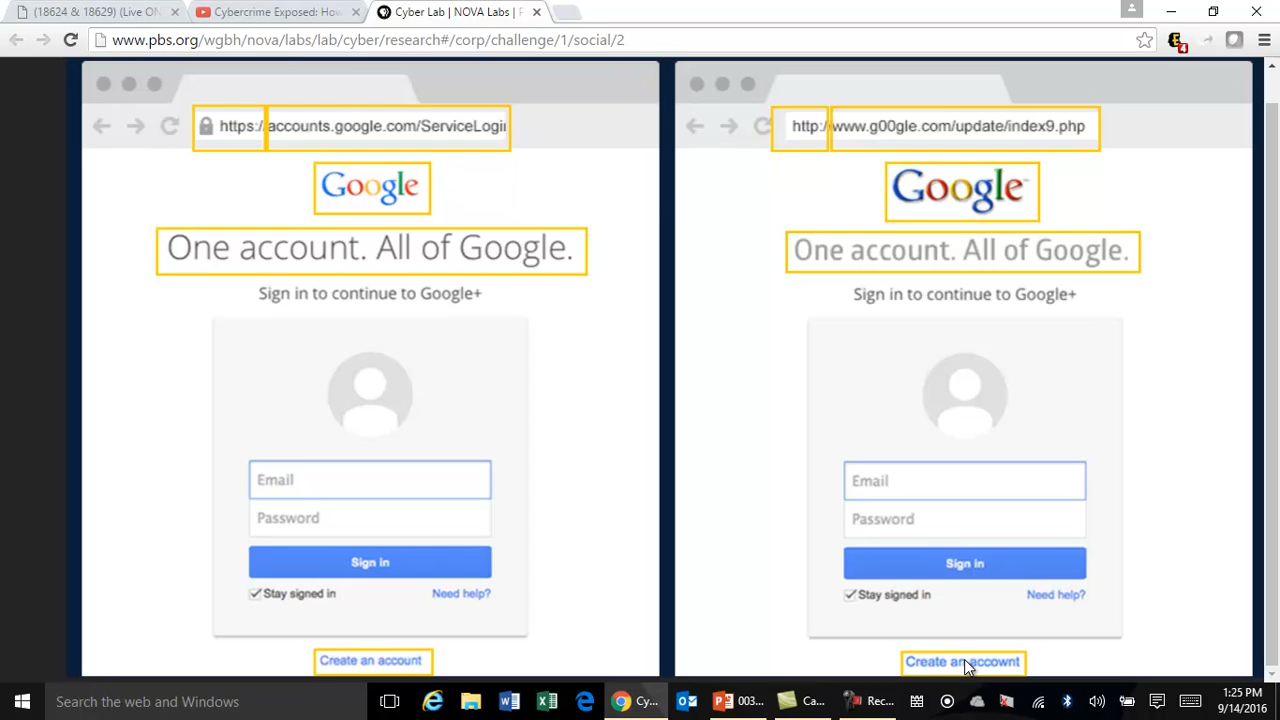 (18624 & 18629) (Live ON
Cybercrime Exposed: How
Cyber Lab | NOVA Labs | P
www.pbs.org/wgbh/nova/labs/lab/cyber/research#/corp/challenge/1/social/2
4
https://accounts.google.com/ServiceLogin
Google
One account. All of Google.
Sign in to continue to Google+
Email
Password
Sign in
Stay signed in
Need help?
Create an account
http://www.g00gle.com/update/index9.php
Google™
One account. All of Google.
Sign in to continue to Google+
Email
Password
Sign in
Stay signed in
Need help?
Create an accownt
Search the web and Windows
Cy...
003...
Ca...
Rec...
1:25 PM
9/14/2016